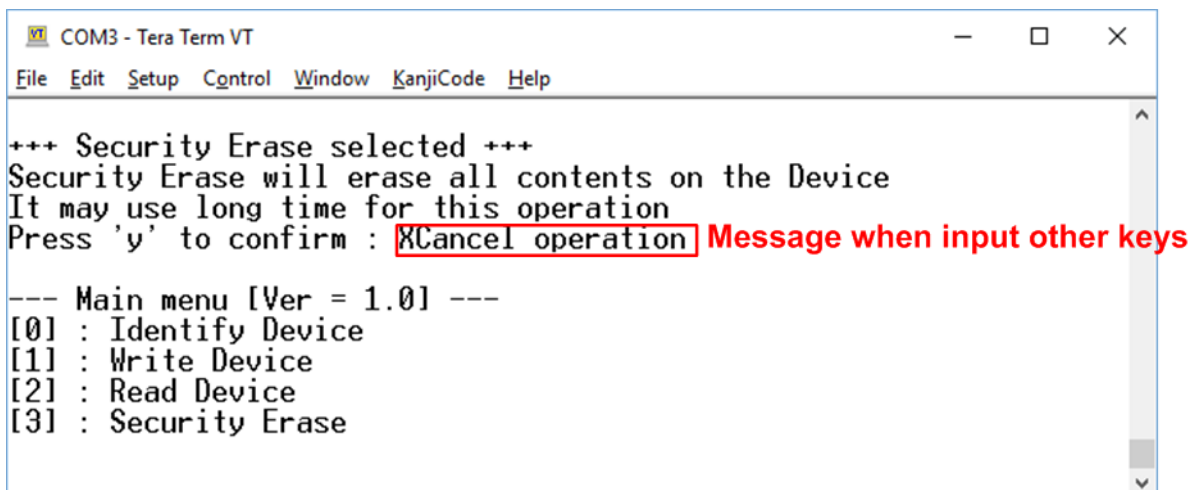 COM3 - Tera Term VT
File Edit Setup Control Window KanjiCode Help
+++ Security Erase selected +++
Security Erase will erase all contents on the Device
It may use long time for this operation
Press 'y' to confirm : XCancel operation Message when input other keys
--- Main menu [Ver = 1.0] ---
[0] : Identify Device
[1] : Write Device
[2] : Read Device
[3] : Security Erase